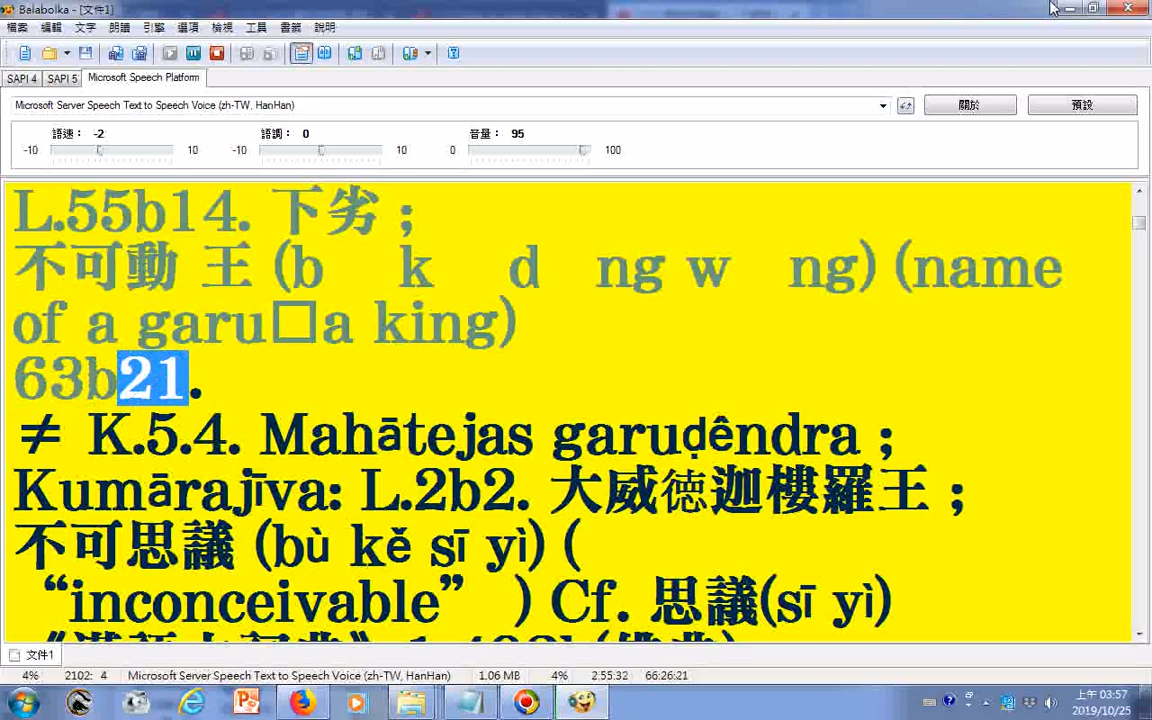 Balabolka - [文件1]
檔案 編輯 文字 朗讀 引擎 選項 檢視 工具 書籤 說明
SAPI 4 SAPI 5 Microsoft Speech Platform
Microsoft Server Speech Text to Speech Voice (zh-TW, HanHan) 關於 預設
語速： -2 語調： 0 音量： 95
-10 10 -10 10 0 100
L.55b14. 下劣；
不可動 王 (b k d ng w ng) (name
of a garu□a king)
63b21.
≠ K.5.4. Mahātejas garuḍêndra；
Kumārajīva: L.2b2. 大威徳迦樓羅王；
不可思議 (bù kě sī yì) (
“inconceivable” ) Cf. 思議(sī yì)
文件1
4% 2102: 4 Microsoft Server Speech Text to Speech Voice (zh-TW, HanHan) 1.06 MB 4% 2:55:32 66:26:21
上午 03:57
2019/10/25